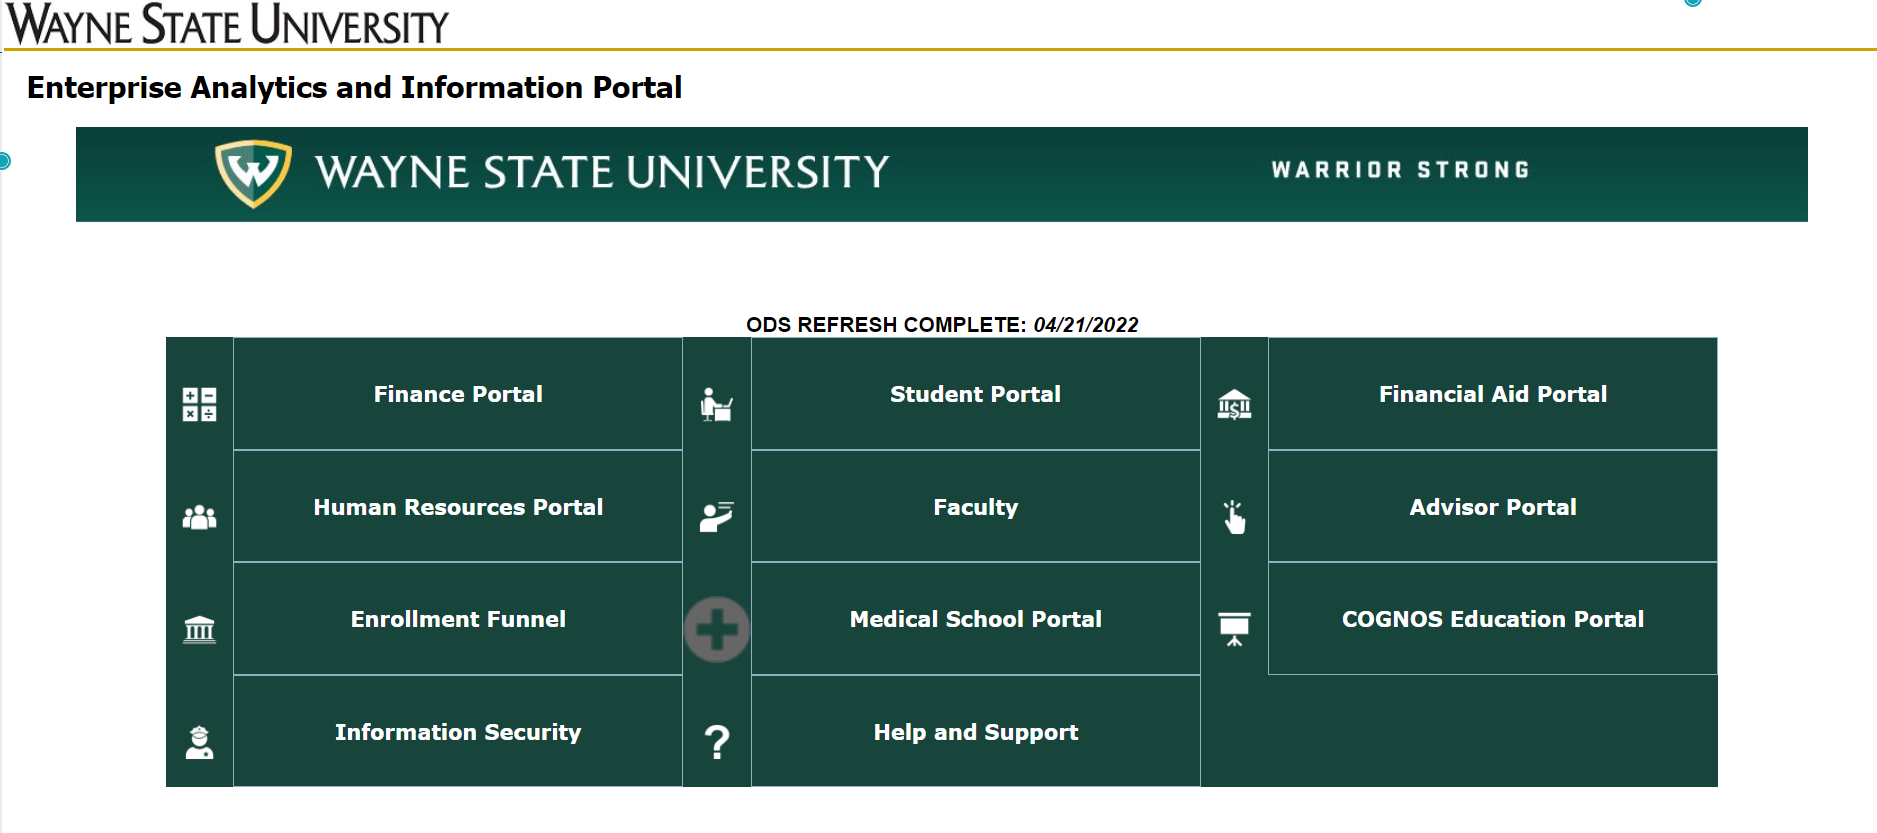 WAYNE STATE UNIVERSITY
Enterprise Analytics and Information Portal
W WAYNE STATE UNIVERSITY
WARRIOR STRONG
ODS REFRESH COMPLETE: 04/21/2022
Finance Portal
Student Portal
Financial Aid Portal
Human Resources Portal
Faculty
Advisor Portal
Enrollment Funnel
Medical School Portal
COGNOS Education Portal
Information Security
Help and Support